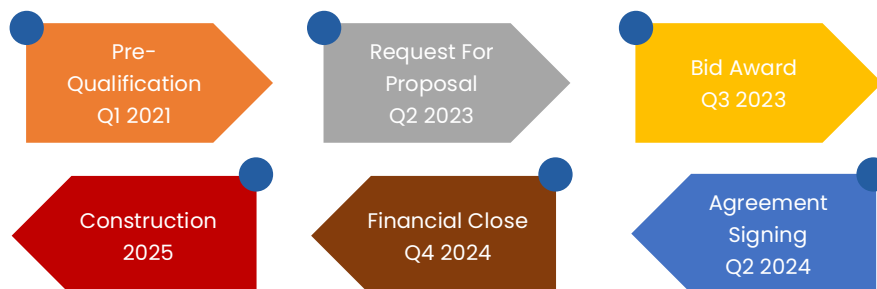 Pre-
Qualification
Q1 2021
Request For
Proposal
Q2 2023
Bid Award
Q3 2023
Construction
2025
Financial Close
Q4 2024
Agreement
Signing
Q2 2024